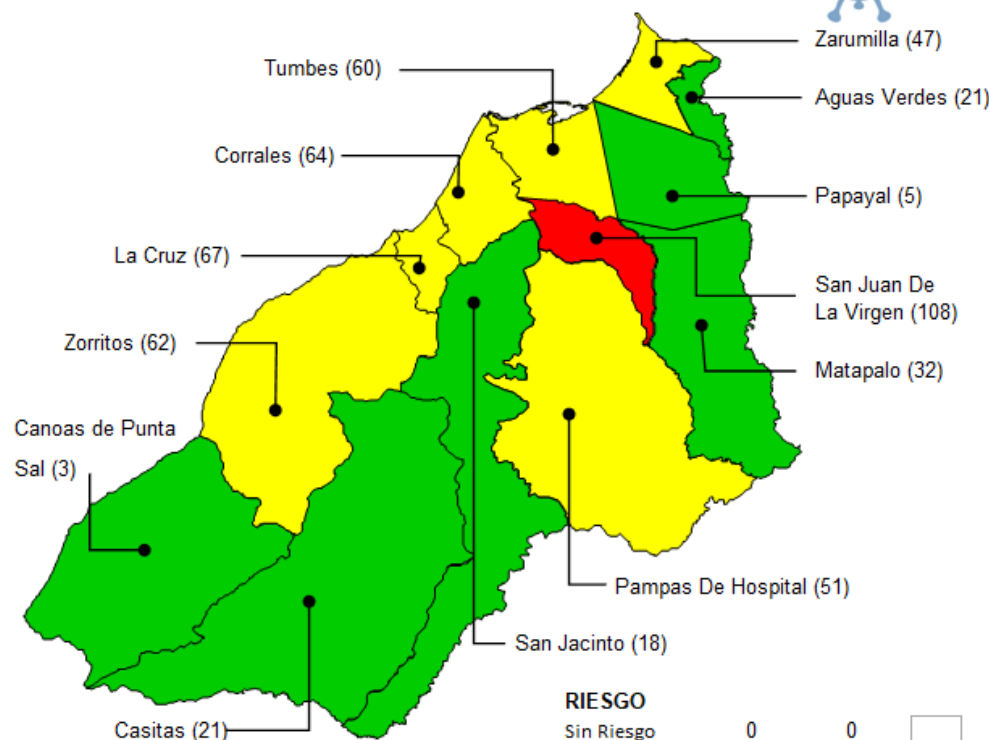 Zarumilla (47)
Tumbes (60)
Aguas Verdes (21)
Corrales (64)
Papayal (5)
La Cruz (67)
San Juan De
La Virgen (108)
Zorritos (62)
Matapalo (32)
Canoas de Punta
Sal (3)
Pampas De Hospital (51)
San Jacinto (18)
Casitas (21)
RIESGO
Sin Riesgo 0 0